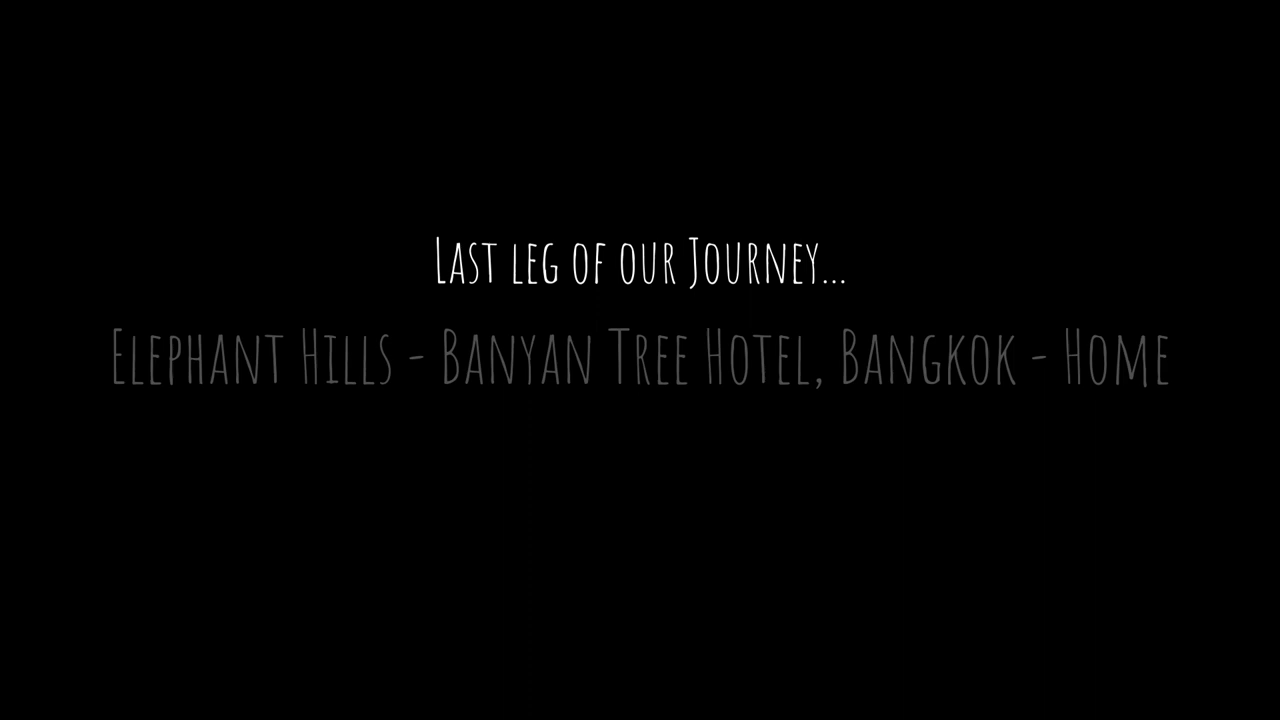 Last leg of our Journey...
Elephant Hills - Banyan Tree Hotel, Bangkok - Home